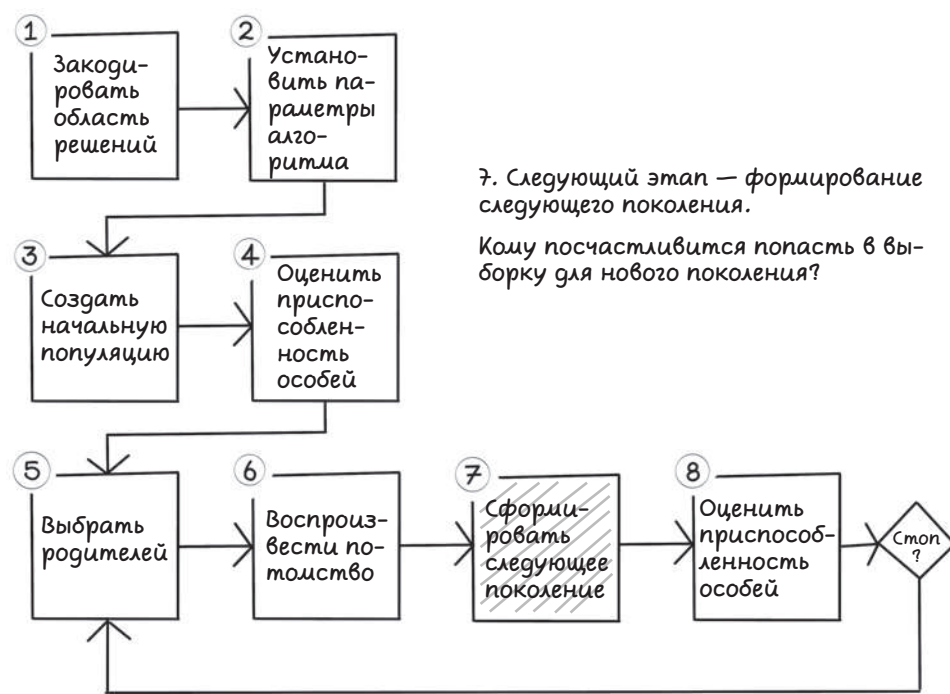 1
Закоди-
ровать
область
решений
2
Устано-
вить па-
раметры
алго-
ритма
7. Следующий этап — формирование
следующего поколения.
Кому посчастливится попасть в вы-
борку для нового поколения?
3
Создать
начальную
популяцию
4
Оценить
приспо-
соблен-
ность
особей
5
Выбрать
родителей
6
Воспроиз-
вести по-
томство
7
Сформи-
ровать
следующее
поколение
8
Оценить
приспособ-
ленность
особей
Стоп
?